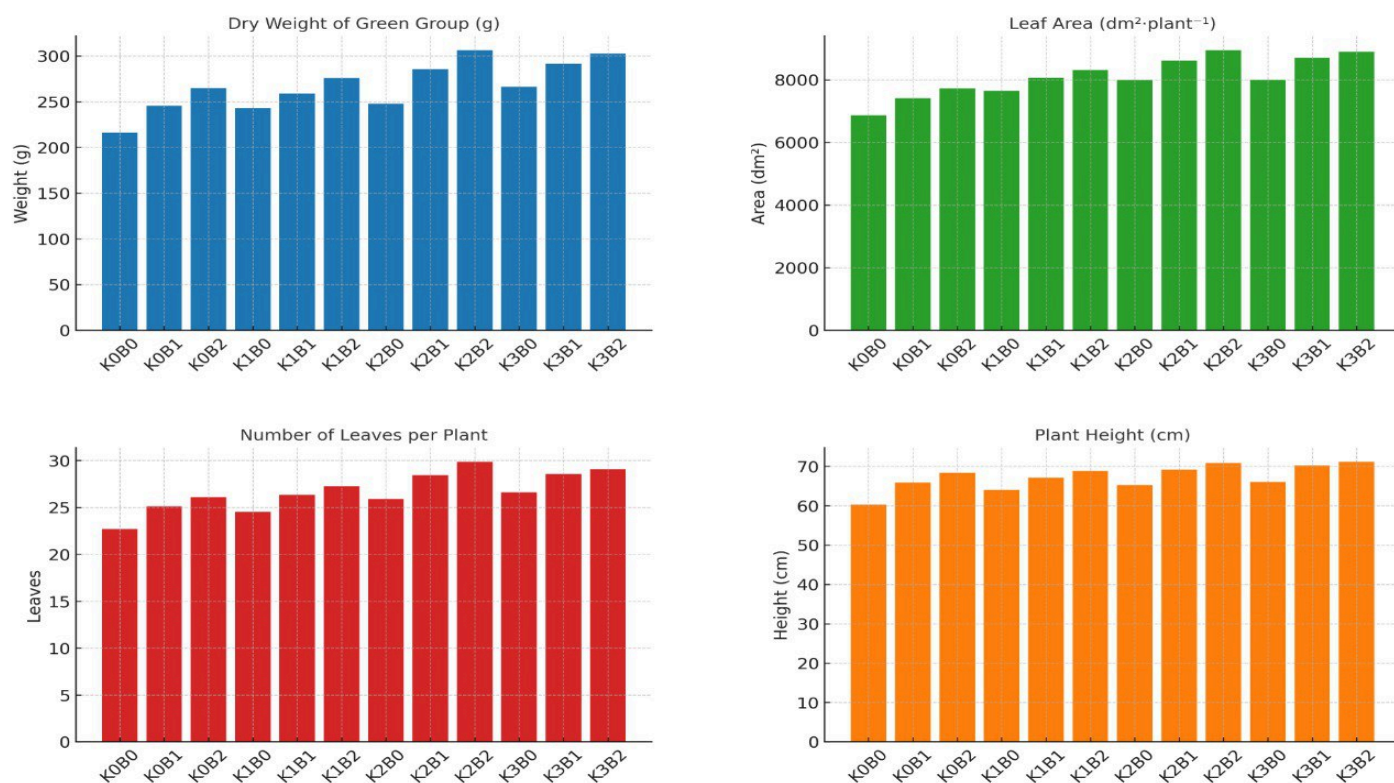 Dry Weight of Green Group (g)
Weight (g)
300
250
200
150
100
50
0
K0B0 K0B1 K0B2 K1B0 K1B1 K1B2 K2B0 K2B1 K2B2 K3B0 K3B1 K3B2
Leaf Area (dm²·plant⁻¹)
Area (dm²)
8000
6000
4000
2000
0
K0B0 K0B1 K0B2 K1B0 K1B1 K1B2 K2B0 K2B1 K2B2 K3B0 K3B1 K3B2
Number of Leaves per Plant
Leaves
30
25
20
15
10
5
0
K0B0 K0B1 K0B2 K1B0 K1B1 K1B2 K2B0 K2B1 K2B2 K3B0 K3B1 K3B2
Plant Height (cm)
Height (cm)
70
60
50
40
30
20
10
0
K0B0 K0B1 K0B2 K1B0 K1B1 K1B2 K2B0 K2B1 K2B2 K3B0 K3B1 K3B2